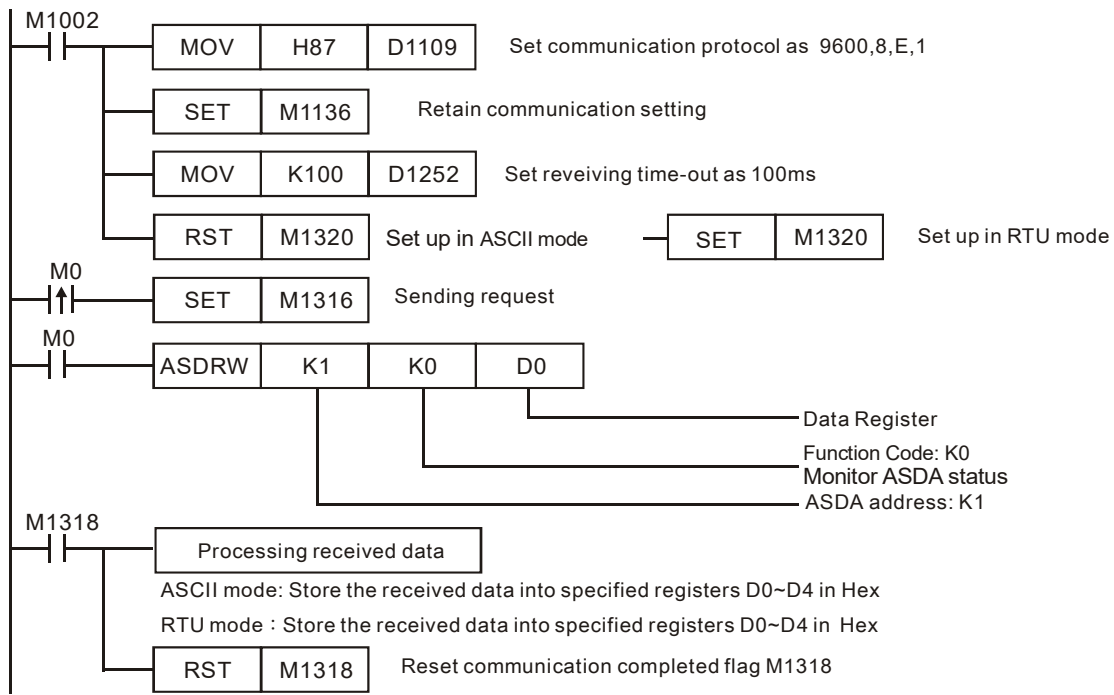 M1002
MOV H87 D1109 Set communication protocol as 9600,8,E,1
SET M1136 Retain communication setting
MOV K100 D1252 Set reveiving time-out as 100ms
RST M1320 Set up in ASCII mode SET M1320 Set up in RTU mode
M0
SET M1316 Sending request
M0
ASDRW K1 K0 D0
Data Register
Function Code: K0
Monitor ASDA status
ASDA address: K1
M1318
Processing received data
ASCII mode: Store the received data into specified registers D0~D4 in Hex
RTU mode：Store the received data into specified registers D0~D4 in Hex
RST M1318 Reset communication completed flag M1318